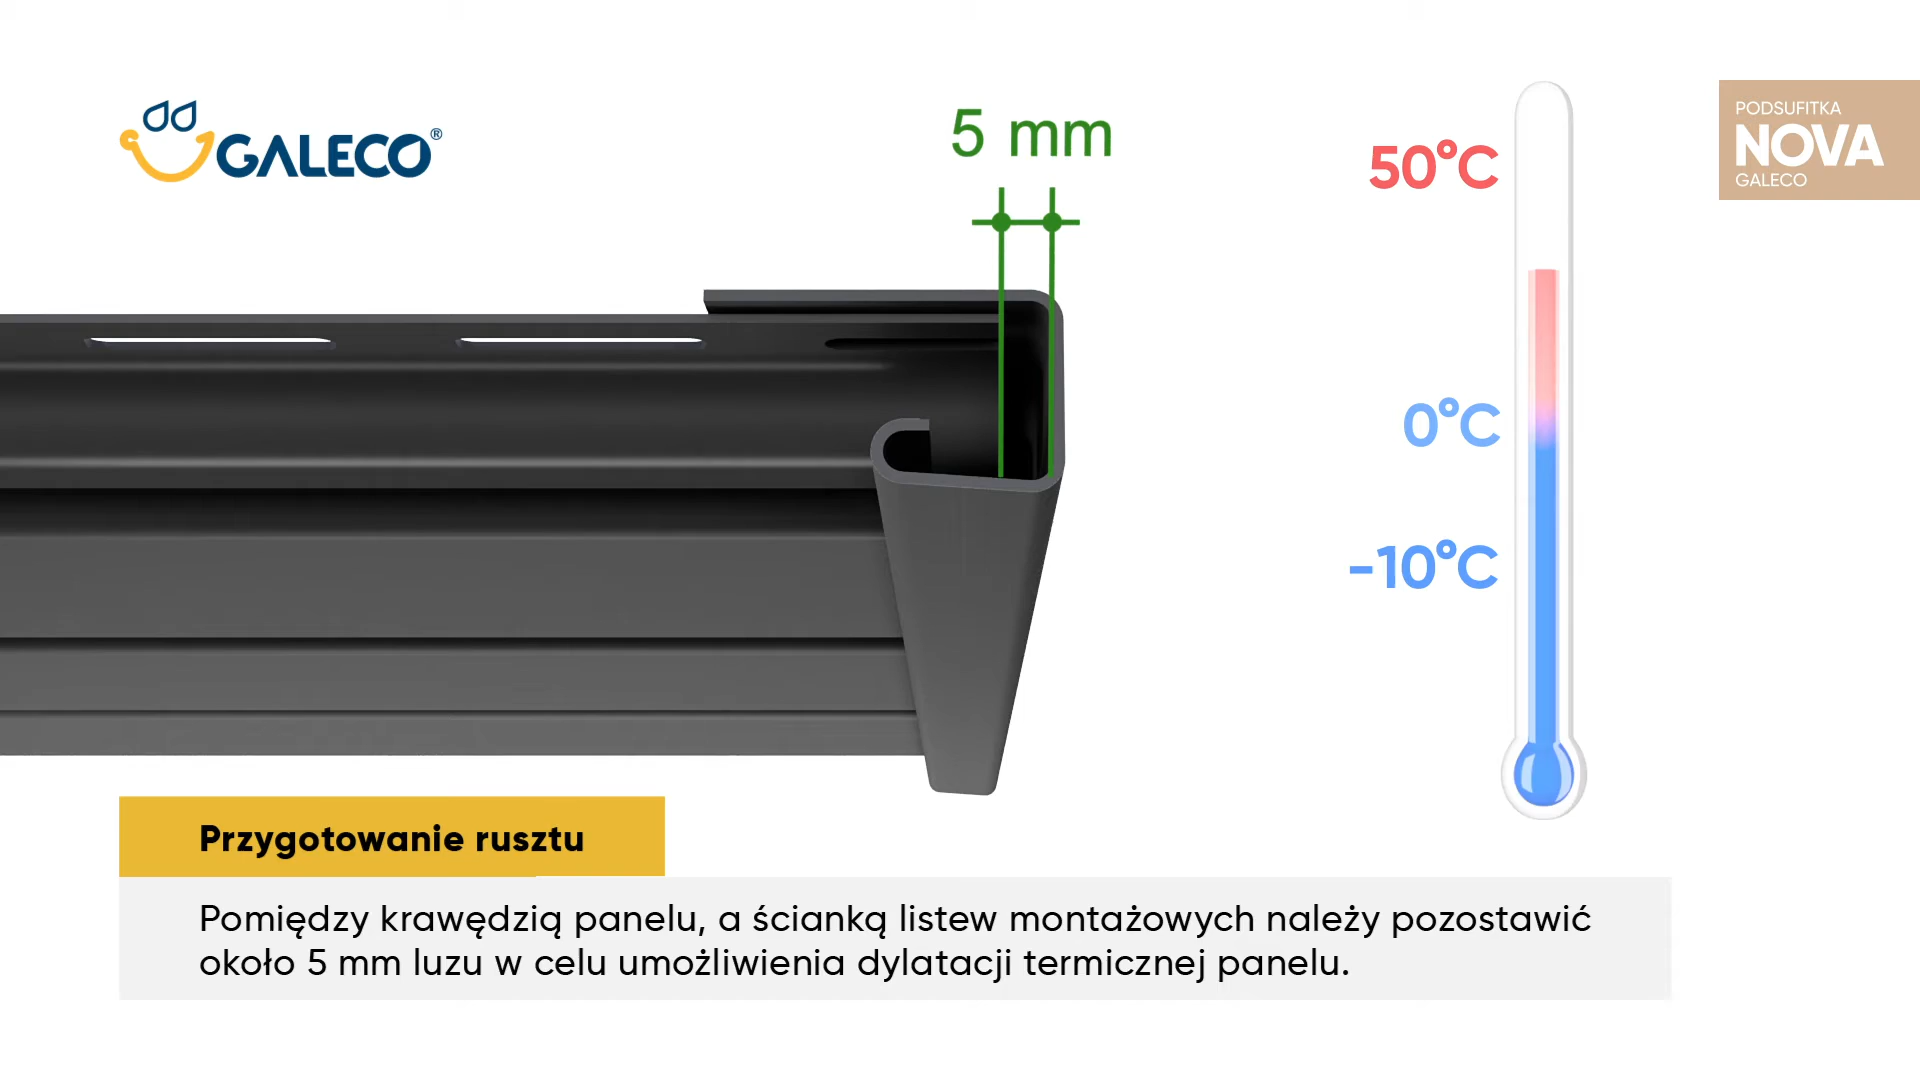 GALECO®
5 mm
50°C
PODSUFITKA
NOVA
GALECO
0°C
-10°C
Przygotowanie rusztu
Pomiędzy krawędzią panelu, a ścianką listew montażowych należy pozostawić
około 5 mm luzu w celu umożliwienia dylatacji termicznej panelu.